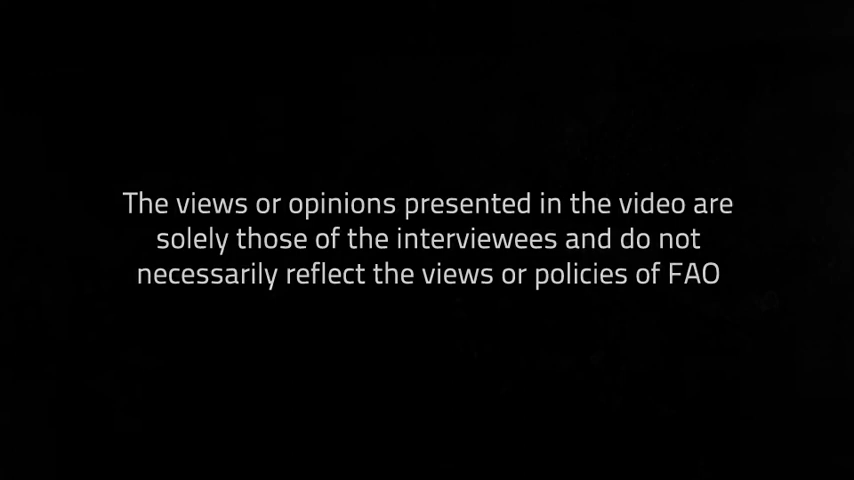 The views or opinions presented in the video are
solely those of the interviewees and do not
necessarily reflect the views or policies of FAO